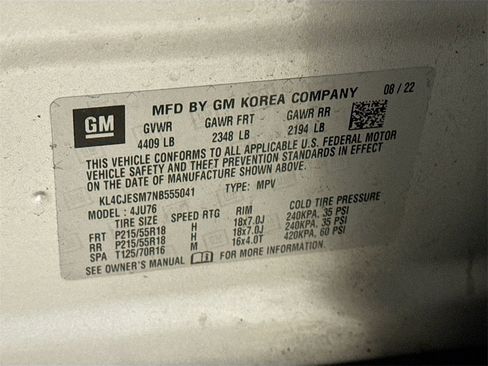 GM
MFD BY GM KOREA COMPANY 08 / 22
GVWR GAWR FRT GAWR RR
4409 LB 2348 LB 2194 LB
THIS VEHICLE CONFORMS TO ALL APPLICABLE U.S. FEDERAL MOTOR
VEHICLE SAFETY AND THEFT PREVENTION STANDARDS IN EFFECT
ON THE DATE OF MANUFACTURE SHOWN ABOVE.
KL4CJESM7NB555041 TYPE: MPV
MODEL : 4JU76
TIRE SIZE SPEED RTG RIM COLD TIRE PRESSURE
FRT P215/55R18 H 18x7.0J 240KPA, 35 PSI
RR P215/55R18 H 18x7.0J 240KPA, 35 PSI
SPA T125/70R16 M 16x4.0T 420KPA, 60 PSI
SEE OWNER'S MANUAL FOR MORE INFORMATION.